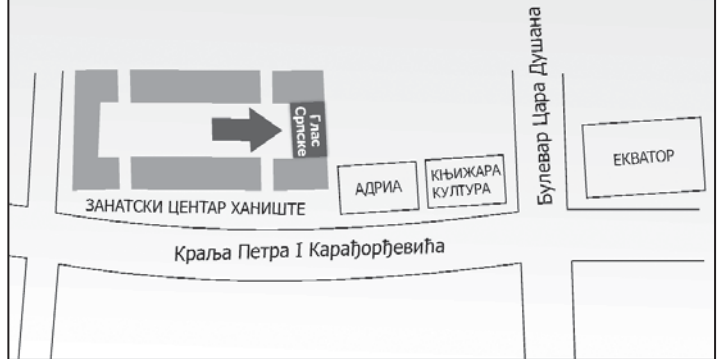 Булевар Цара Душана
Глас
Српске
ЕКВАТОР
АДРИА
КЊИЖАРА
КУЛТУРА
ЗАНАТСКИ ЦЕНТАР ХАНИШТЕ
Краља Петра I Карађорђевића